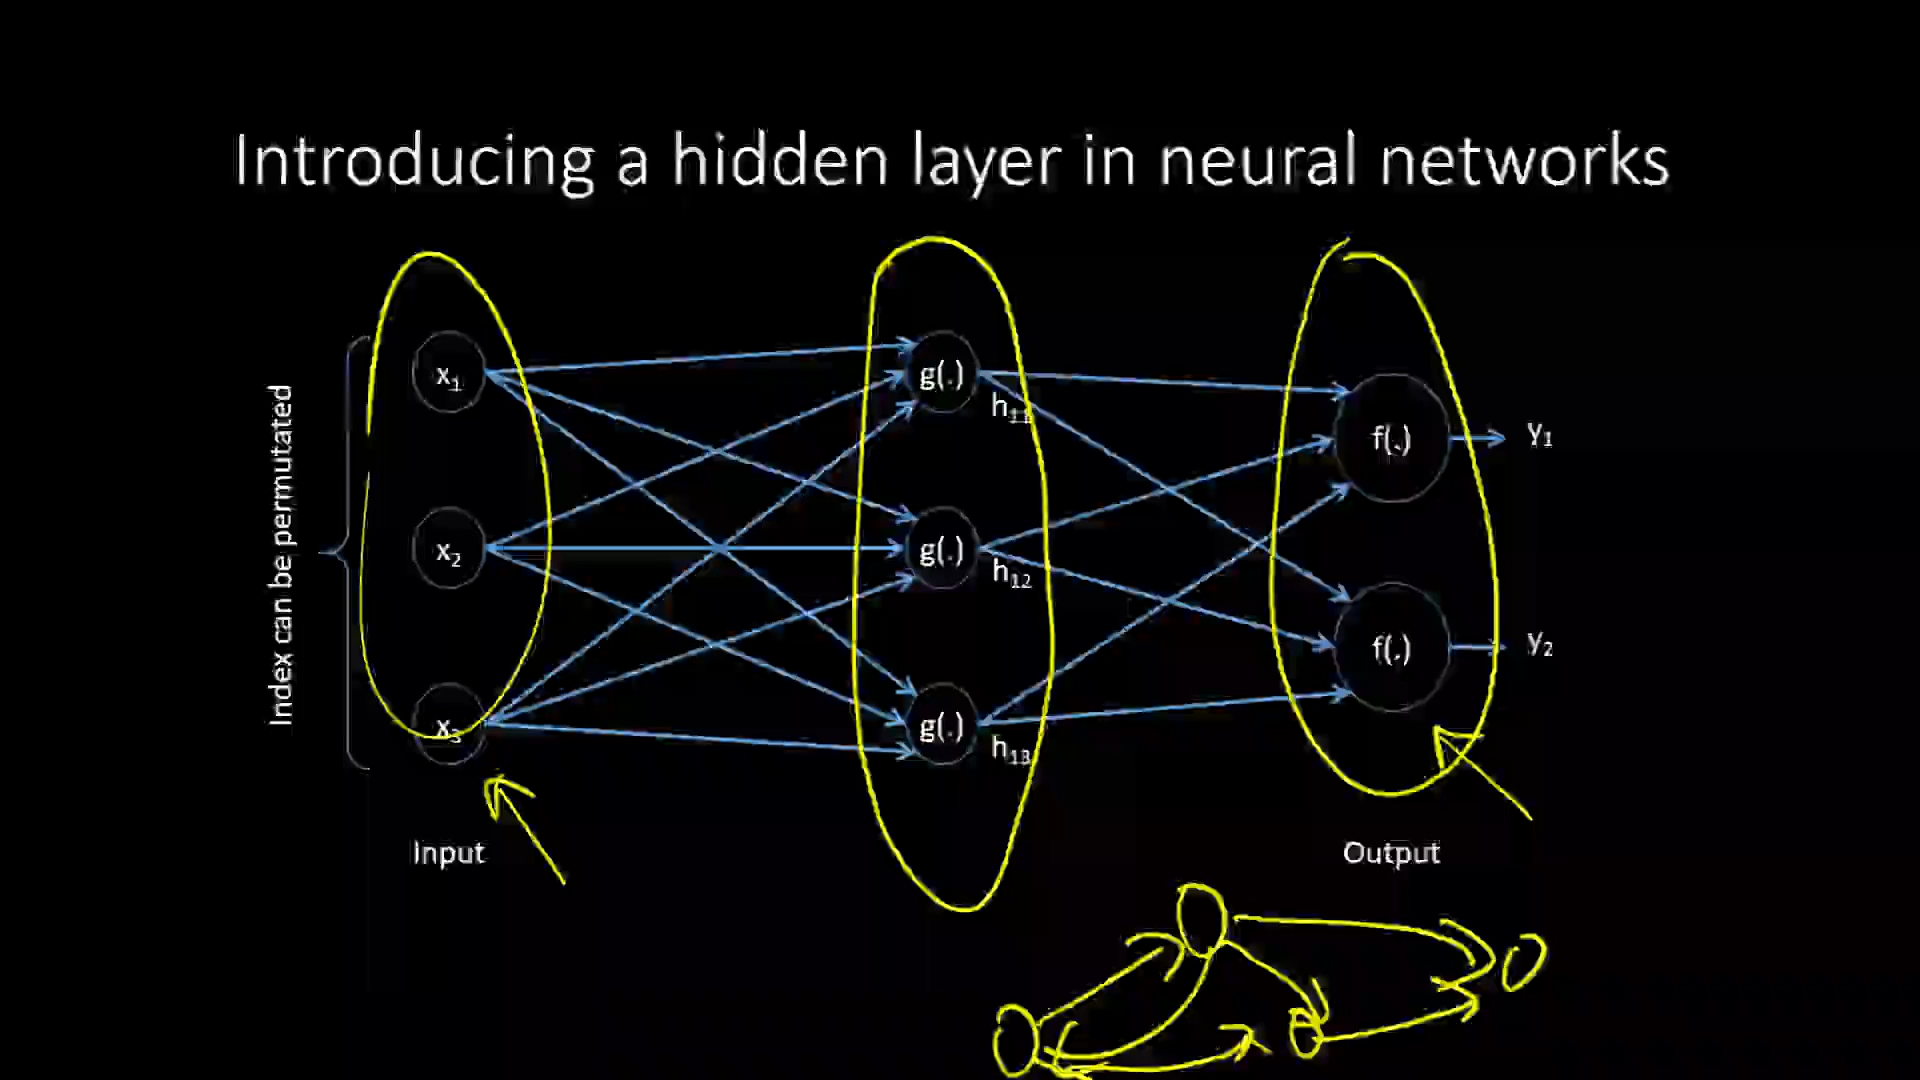 Introducing a hidden layer in neural networks
Index can be permutated
x1
x2
x3
g(.)
h11
g(.)
h12
g(.)
h13
f(.)
y1
f(.)
y2
Input
Output